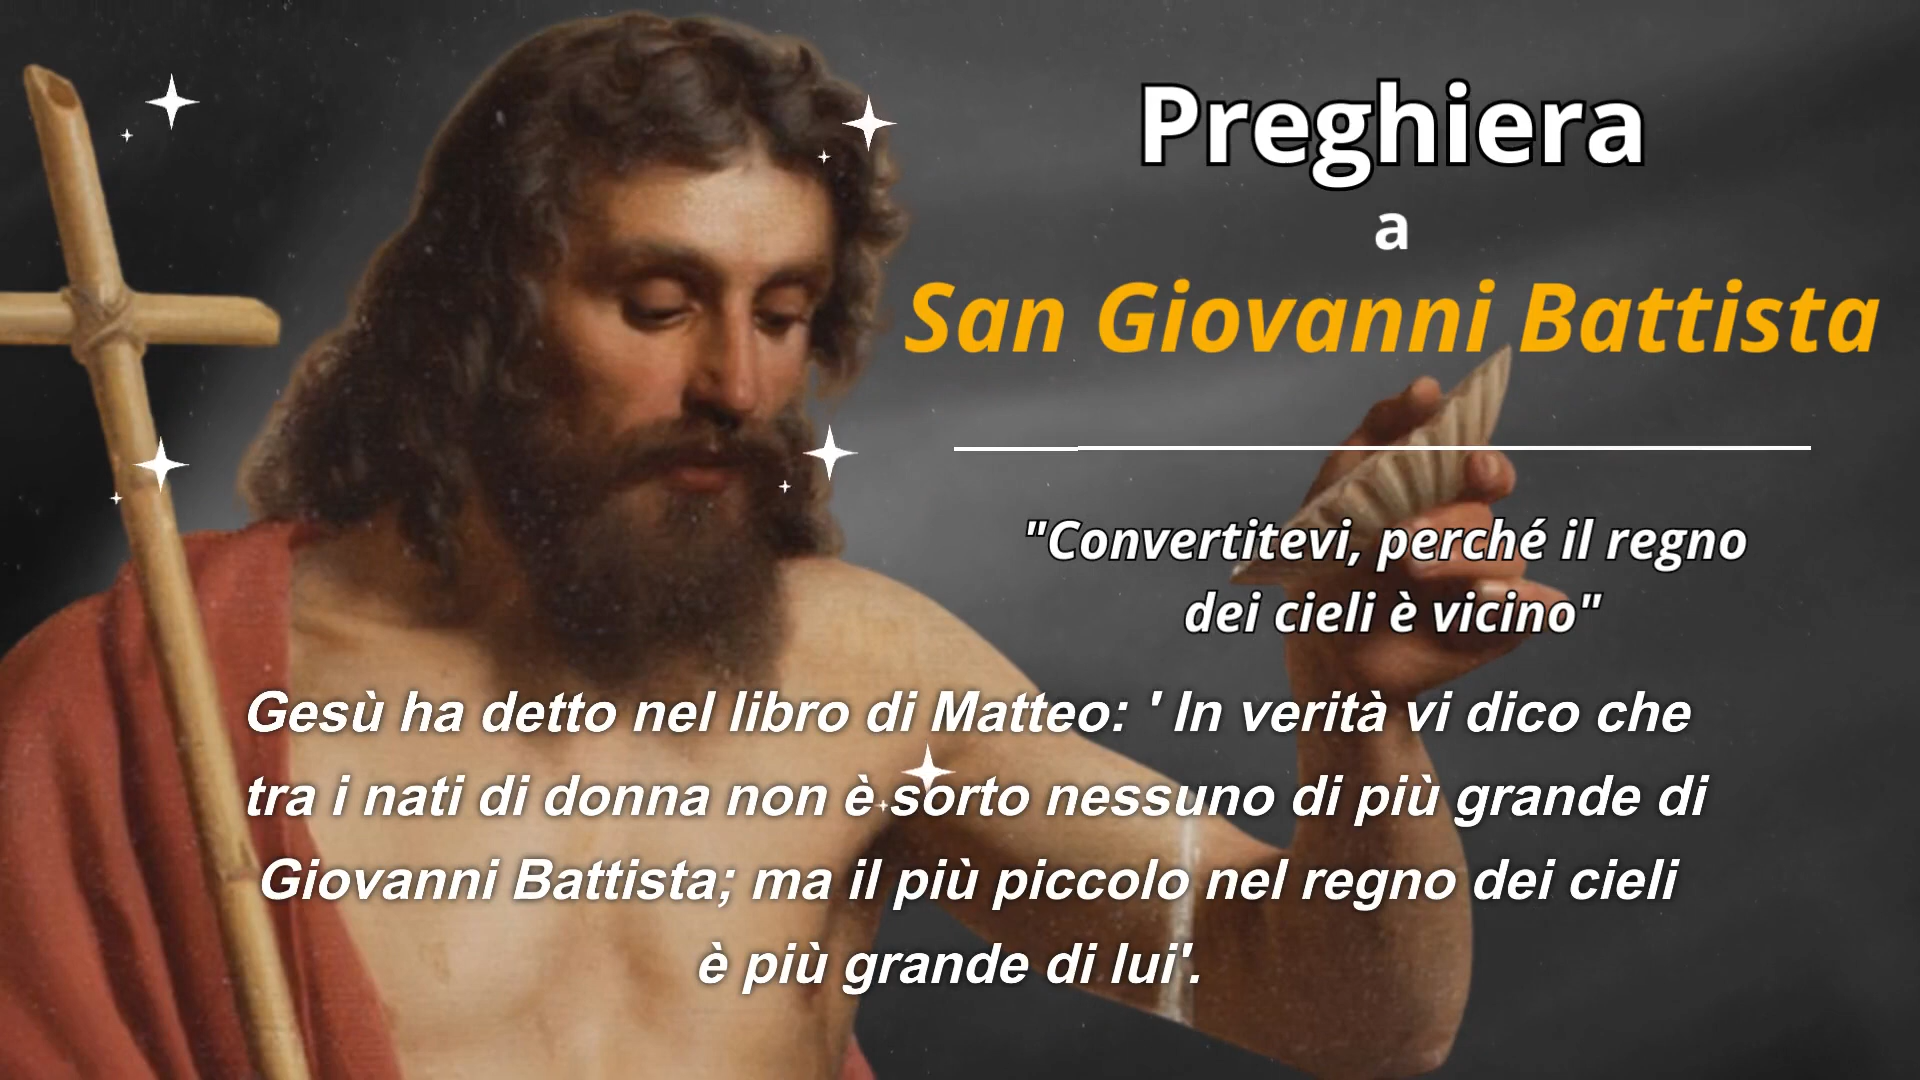 Preghiera
a
San Giovanni Battista
"Convertitevi, perché il regno
dei cieli è vicino"
Gesù ha detto nel libro di Matteo: ' In verità vi dico che
tra i nati di donna non è sorto nessuno di più grande di
Giovanni Battista; ma il più piccolo nel regno dei cieli
è più grande di lui'.